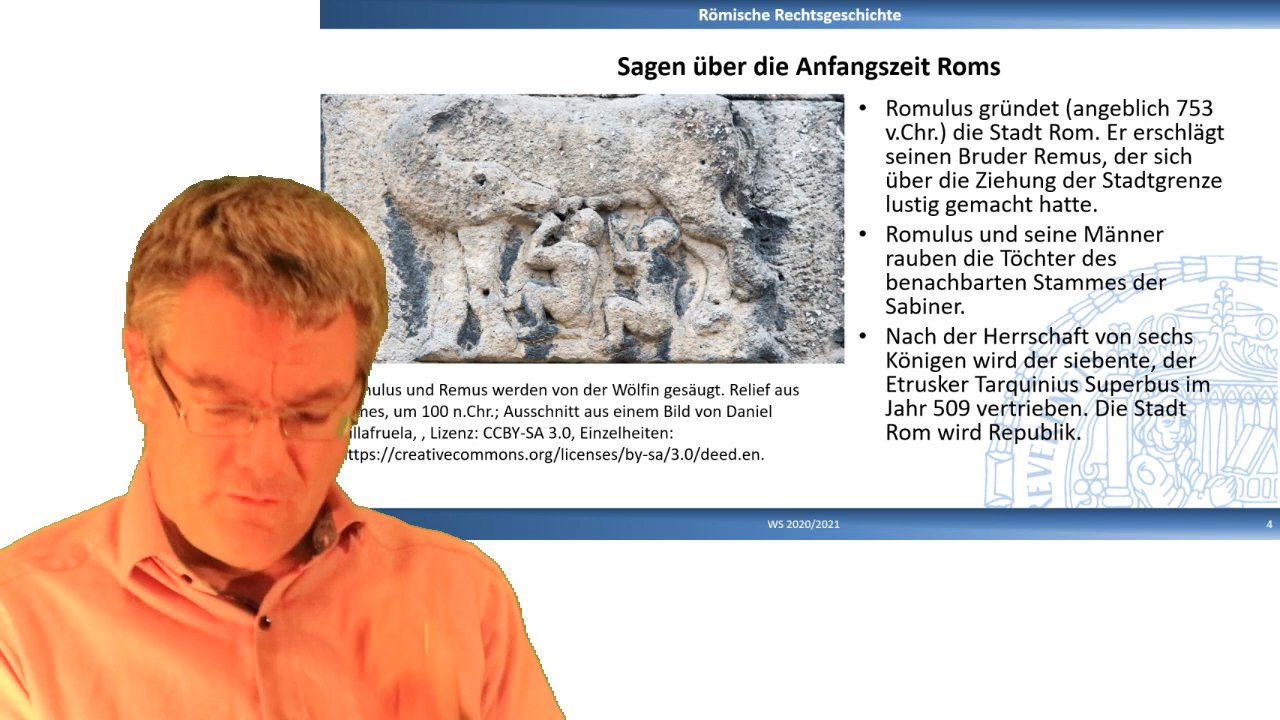 Römische Rechtsgeschichte
Sagen über die Anfangszeit Roms
• Romulus gründet (angeblich 753
v.Chr.) die Stadt Rom. Er erschlägt
seinen Bruder Remus, der sich
über die Ziehung der Stadtgrenze
lustig gemacht hatte.
• Romulus und seine Männer
rauben die Töchter des
benachbarten Stammes der
Sabiner.
• Nach der Herrschaft von sechs
Königen wird der siebente, der
Etrusker Tarquinius Superbus im
Jahr 509 vertrieben. Die Stadt
Rom wird Republik.
und Remus werden von der Wölfin gesäugt. Relief aus
um 100 n.Chr.; Ausschnitt aus einem Bild von Daniel
, , Lizenz: CCBY-SA 3.0, Einzelheiten:
ttps://creativecommons.org/licenses/by-sa/3.0/deed.en.
WS 2020/2021
4